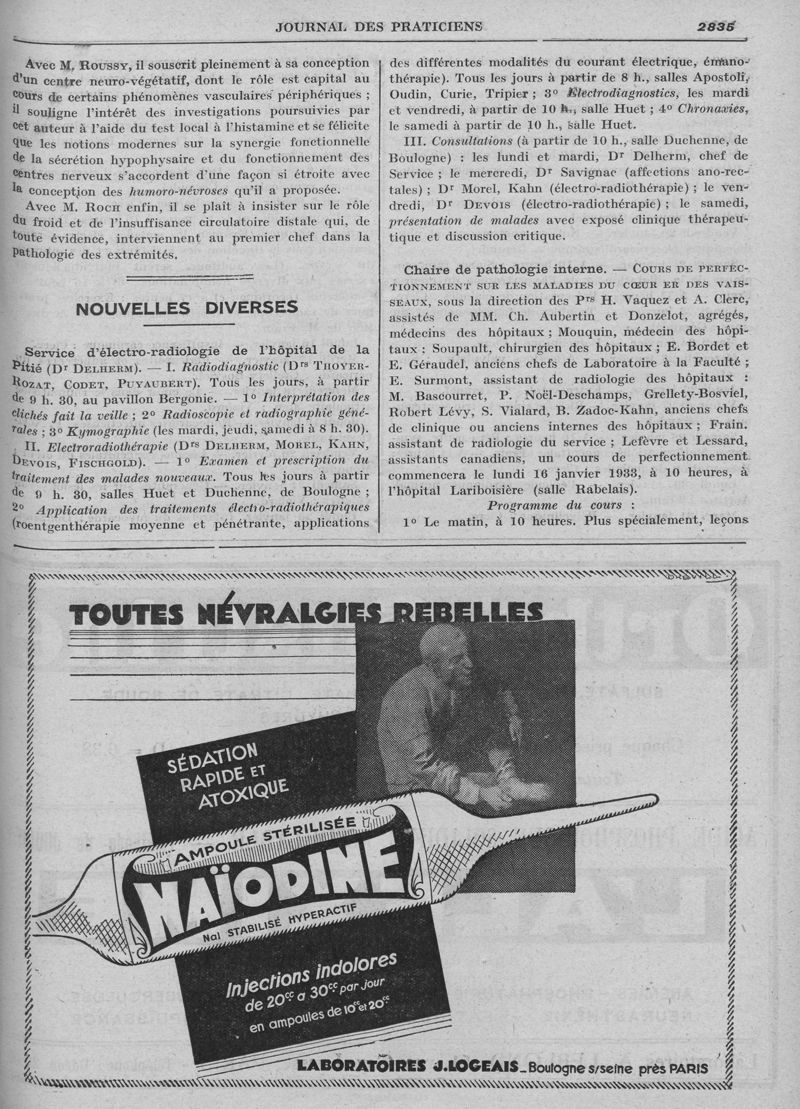 JOURNAL DES PRATICIENS
2835
Avec M. Roussy, il souscrit pleinement à sa conception
d'un centre neuro-végétatif, dont le rôle est capital au
cours de certains phénomènes vasculaires périphériques ;
il souligne l'intérêt des investigations poursuivies par
cet auteur à l'aide du test local à l'histamine et se félicite
que les notions modernes sur la synergie fonctionnelle
de la sécrétion hypophysaire et du fonctionnement des
centres nerveux s'accordent d'une façon si étroite avec
la conception des humoro-névroses qu'il a proposée.
Avec M. Roch enfin, il se plaît à insister sur le rôle
du froid et de l'insuffisance circulatoire distale qui, de
toute évidence, interviennent au premier chef dans la
pathologie des extrémités.
NOUVELLES DIVERSES
Service d'électro-radiologie de l'hôpital de la
Pitié (Dr Delherm). — I. Radiodiagnostic (Drs Thoyer-
Rozat, Codet, Puyaubert). Tous les jours, à partir
de 9 h. 30, au pavillon Bergonie. — 1º Interprétation des
clichés fait la veille ; 2º Radioscopie et radiographie géné-
rales ; 3º Kymographie (les mardi, jeudi, samedi à 8 h. 30).
II. Electroradiothérapie (Drs Delherm, Morel, Kahn,
Devois, Fischgold). — 1º Examen et prescription du
traitement des malades nouveaux. Tous les jours à partir
de 9 h. 30, salles Huet et Duchenne, de Boulogne ;
2º Application des traitements électro-radiothérapiques
(roentgenthérapie moyenne et pénétrante, applications
des différentes modalités du courant électrique, émano-
thérapie). Tous les jours à partir de 8 h., salles Apostoli,
Oudin, Curie, Tripier ; 3º Electrodiagnostics, les mardi
et vendredi, à partir de 10 h., salle Huet ; 4º Chronaxies,
le samedi à partir de 10 h., salle Huet.
III. Consultations (à partir de 10 h., salle Duchenne, de
Boulogne) : les lundi et mardi, Dr Delherm, chef de
Service ; le mercredi, Dr Savignac (affections ano-rec-
tales) ; Dr Morel, Kahn (électro-radiothérapie) ; le ven-
dredi, Dr Devois (électro-radiothérapie) ; le samedi,
présentation de malades avec exposé clinique thérapeu-
tique et discussion critique.
Chaire de pathologie interne. — Cours de perfec-
tionnement sur les maladies du cœur et des vais-
seaux, sous la direction des Prs H. Vaquez et A. Clerc,
assistés de MM. Ch. Aubertin et Donzelot, agrégés,
médecins des hôpitaux ; Mouquin, médecin des hôpi-
taux ; Soupault, chirurgien des hôpitaux ; E. Bordet et
E. Géraudel, anciens chefs de Laboratoire à la Faculté ;
E. Surmont, assistant de radiologie des hôpitaux :
M. Bascourret, P. Noël-Deschamps, Grellety-Bosviel,
Robert Lévy, S. Vialard, B. Zadoc-Kahn, anciens chefs
de clinique ou anciens internes des hôpitaux ; Frain.
assistant de radiologie du service ; Lefèvre et Lessard,
assistants canadiens, un cours de perfectionnement
commencera le lundi 16 janvier 1933, à 10 heures, à
l'hôpital Lariboisière (salle Rabelais).
Programme du cours :
1º Le matin, à 10 heures. Plus spécialement, leçons
TOUTES NÉVRALGIES REBELLES
SÉDATION
RAPIDE ET
ATOXIQUE
AMPOULE STÉRILISÉE
NAÏODINE
NaI STABILISÉ HYPERACTIF
Injections indolores
de 20cc a 30cc par jour
en ampoules de 10cc et 20cc
LABORATOIRES J. LOGEAIS_Boulogne s/seine près PARIS